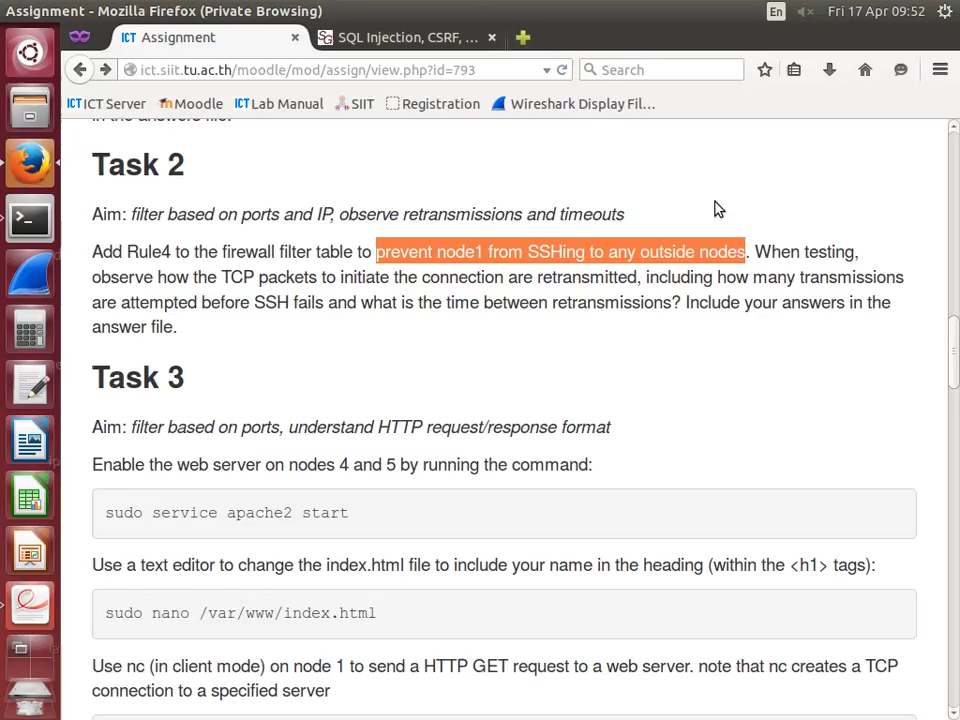 Assignment - Mozilla Firefox (Private Browsing)
En
Fri 17 Apr 09:52
ICT Assignment ×
SG SQL Injection, CSRF, ... ×
ict.siit.tu.ac.th/moodle/mod/assign/view.php?id=793
Search
ICT ICT Server
Moodle
ICT Lab Manual
SIIT
Registration
Wireshark Display Fil...
in the answers file.
Task 2
Aim: filter based on ports and IP, observe retransmissions and timeouts
Add Rule4 to the firewall filter table to prevent node1 from SSHing to any outside nodes. When testing,
observe how the TCP packets to initiate the connection are retransmitted, including how many transmissions
are attempted before SSH fails and what is the time between retransmissions? Include your answers in the
answer file.
Task 3
Aim: filter based on ports, understand HTTP request/response format
Enable the web server on nodes 4 and 5 by running the command:
sudo service apache2 start
Use a text editor to change the index.html file to include your name in the heading (within the <h1> tags):
sudo nano /var/www/index.html
Use nc (in client mode) on node 1 to send a HTTP GET request to a web server. note that nc creates a TCP
connection to a specified server